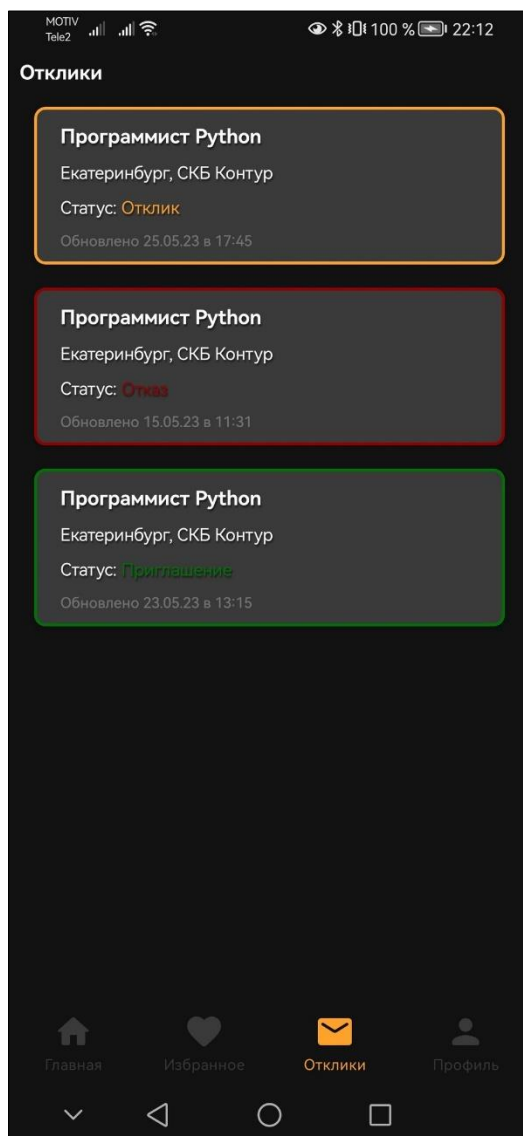 MOTIV
Tele2
100 % 22:12
Отклики
Программист Python
Екатеринбург, СКБ Контур
Статус: Отклик
Обновлено 25.05.23 в 17:45
Программист Python
Екатеринбург, СКБ Контур
Статус: Отказ
Обновлено 15.05.23 в 11:31
Программист Python
Екатеринбург, СКБ Контур
Статус: Приглашение
Обновлено 23.05.23 в 13:15
Главная Избранное Отклики Профиль